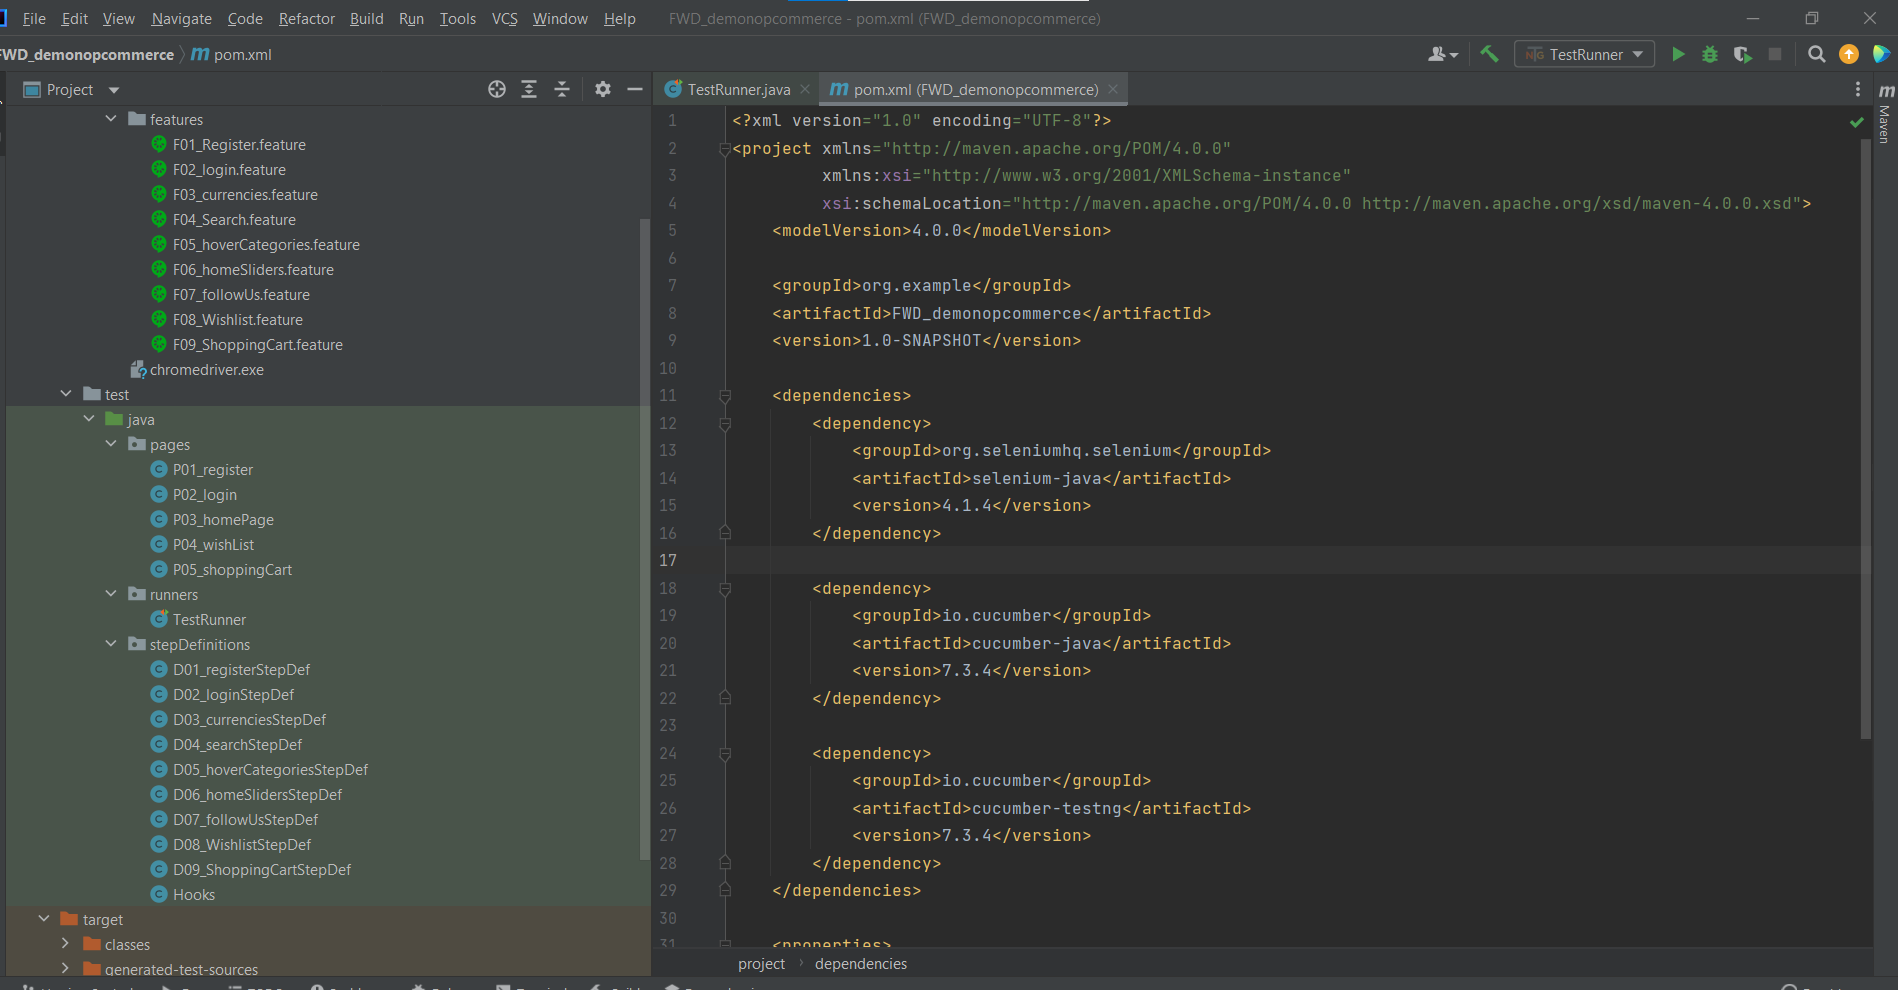 File Edit View Navigate Code Refactor Build Run Tools VCS Window Help FWD_demonopcommerce - pom.xml (FWD_demonopcommerce)
FWD_demonopcommerce pom.xml TestRunner
Project
features
F01_Register.feature
F02_login.feature
F03_currencies.feature
F04_Search.feature
F05_hoverCategories.feature
F06_homeSliders.feature
F07_followUs.feature
F08_Wishlist.feature
F09_ShoppingCart.feature
chromedriver.exe
test
java
pages
P01_register
P02_login
P03_homePage
P04_wishList
P05_shoppingCart
runners
TestRunner
stepDefinitions
D01_registerStepDef
D02_loginStepDef
D03_currenciesStepDef
D04_searchStepDef
D05_hoverCategoriesStepDef
D06_homeSlidersStepDef
D07_followUsStepDef
D08_WishlistStepDef
D09_ShoppingCartStepDef
Hooks
target
classes
generated-test-sources
TestRunner.java pom.xml (FWD_demonopcommerce)
1 <?xml version="1.0" encoding="UTF-8"?>
2 <project xmlns="http://maven.apache.org/POM/4.0.0"
3 xmlns:xsi="http://www.w3.org/2001/XMLSchema-instance"
4 xsi:schemaLocation="http://maven.apache.org/POM/4.0.0 http://maven.apache.org/xsd/maven-4.0.0.xsd">
5 <modelVersion>4.0.0</modelVersion>
6
7 <groupId>org.example</groupId>
8 <artifactId>FWD_demonopcommerce</artifactId>
9 <version>1.0-SNAPSHOT</version>
10
11 <dependencies>
12 <dependency>
13 <groupId>org.seleniumhq.selenium</groupId>
14 <artifactId>selenium-java</artifactId>
15 <version>4.1.4</version>
16 </dependency>
17
18 <dependency>
19 <groupId>io.cucumber</groupId>
20 <artifactId>cucumber-java</artifactId>
21 <version>7.3.4</version>
22 </dependency>
23
24 <dependency>
25 <groupId>io.cucumber</groupId>
26 <artifactId>cucumber-testng</artifactId>
27 <version>7.3.4</version>
28 </dependency>
29 </dependencies>
30
31 <properties>
project dependencies
Maven